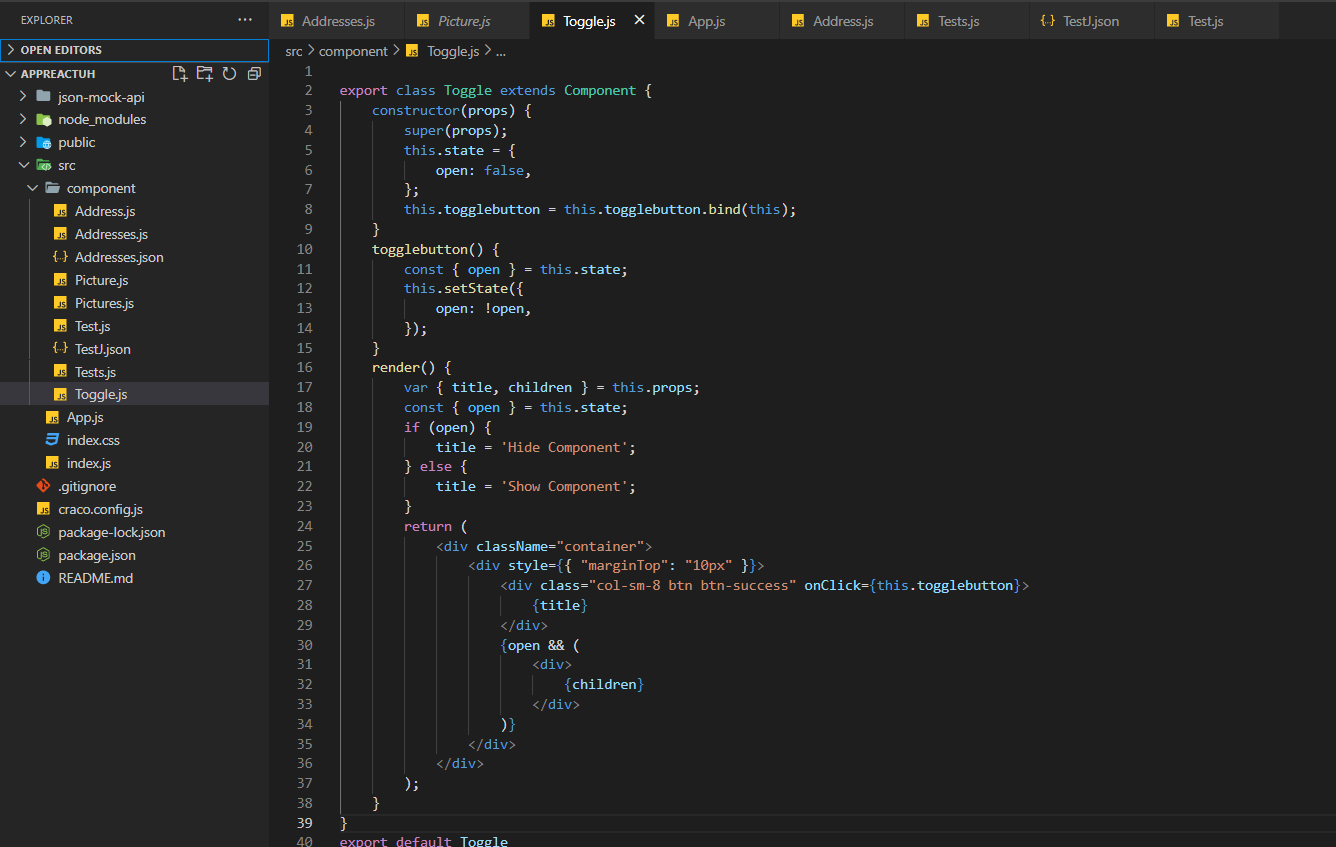 EXPLORER
OPEN EDITORS
APPREACTUH
json-mock-api
node_modules
public
src
component
Address.js
Addresses.js
Addresses.json
Picture.js
Pictures.js
Test.js
TestJ.json
Tests.js
Toggle.js
App.js
index.css
index.js
.gitignore
craco.config.js
package-lock.json
package.json
README.md
Addresses.js Picture.js Toggle.js App.js Address.js Tests.js TestJ.json Test.js
src > component > Toggle.js > ...
1
2 export class Toggle extends Component {
3 constructor(props) {
4 super(props);
5 this.state = {
6 open: false,
7 };
8 this.togglebutton = this.togglebutton.bind(this);
9 }
10 togglebutton() {
11 const { open } = this.state;
12 this.setState({
13 open: !open,
14 });
15 }
16 render() {
17 var { title, children } = this.props;
18 const { open } = this.state;
19 if (open) {
20 title = 'Hide Component';
21 } else {
22 title = 'Show Component';
23 }
24 return (
25 <div className="container">
26 <div style={{ "marginTop": "10px" }}>
27 <div class="col-sm-8 btn btn-success" onClick={this.togglebutton}>
28 {title}
29 </div>
30 {open && (
31 <div>
32 {children}
33 </div>
34 )}
35 </div>
36 </div>
37 );
38 }
39 }
40 export default Toggle